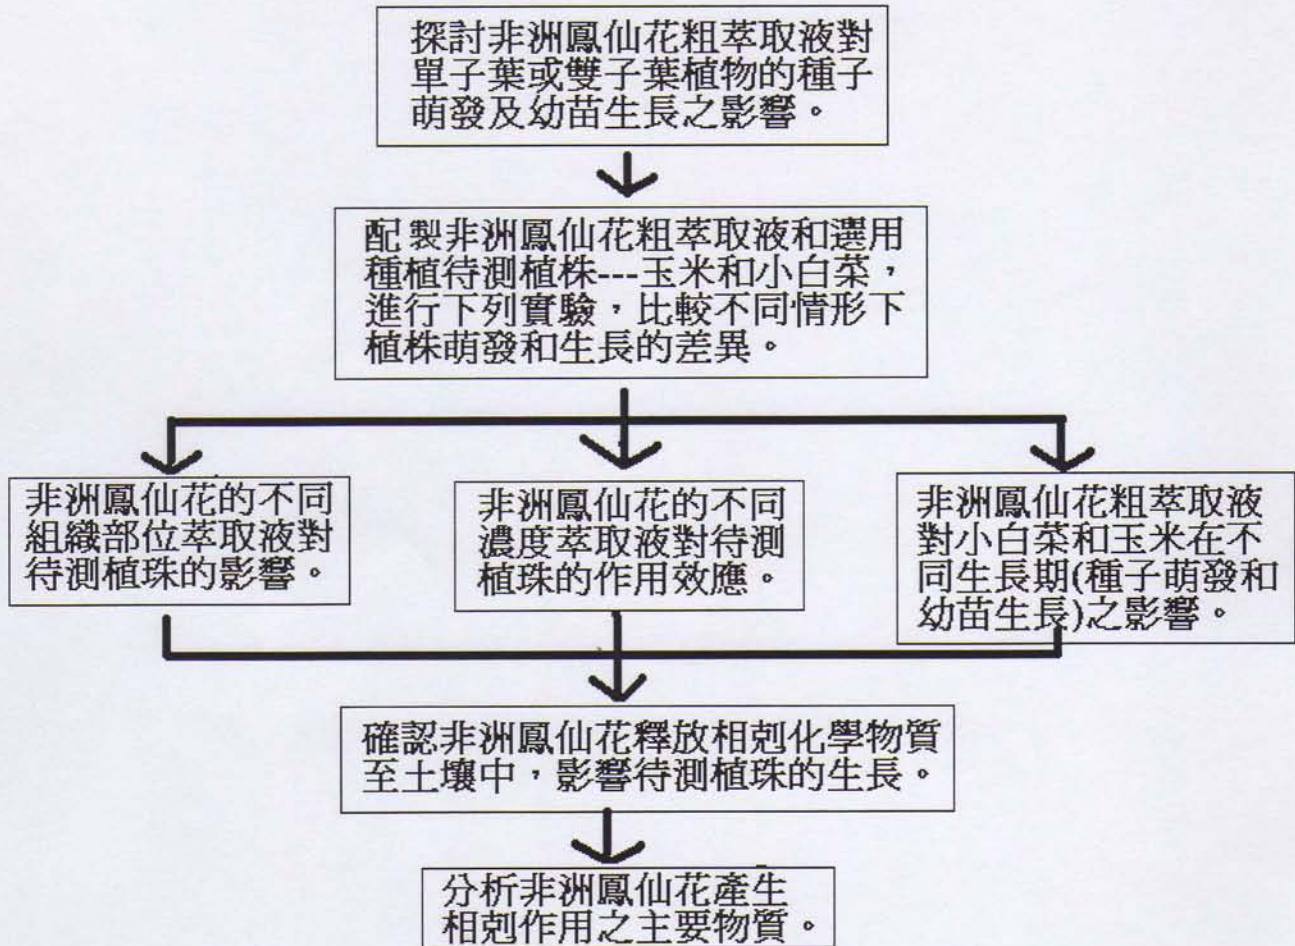 探討非洲鳳仙花粗萃取液對
單子葉或雙子葉植物的種子
萌發及幼苗生長之影響。
配製非洲鳳仙花粗萃取液和選用
種植待測植株---玉米和小白菜，
進行下列實驗，比較不同情形下
植株萌發和生長的差異。
非洲鳳仙花的不同
組織部位萃取液對
待測植珠的影響。
非洲鳳仙花的不同
濃度萃取液對待測
植珠的作用效應。
非洲鳳仙花粗萃取液
對小白菜和玉米在不
同生長期(種子萌發和
幼苗生長)之影響。
確認非洲鳳仙花釋放相剋化學物質
至土壤中，影響待測植珠的生長。
分析非洲鳳仙花產生
相剋作用之主要物質。